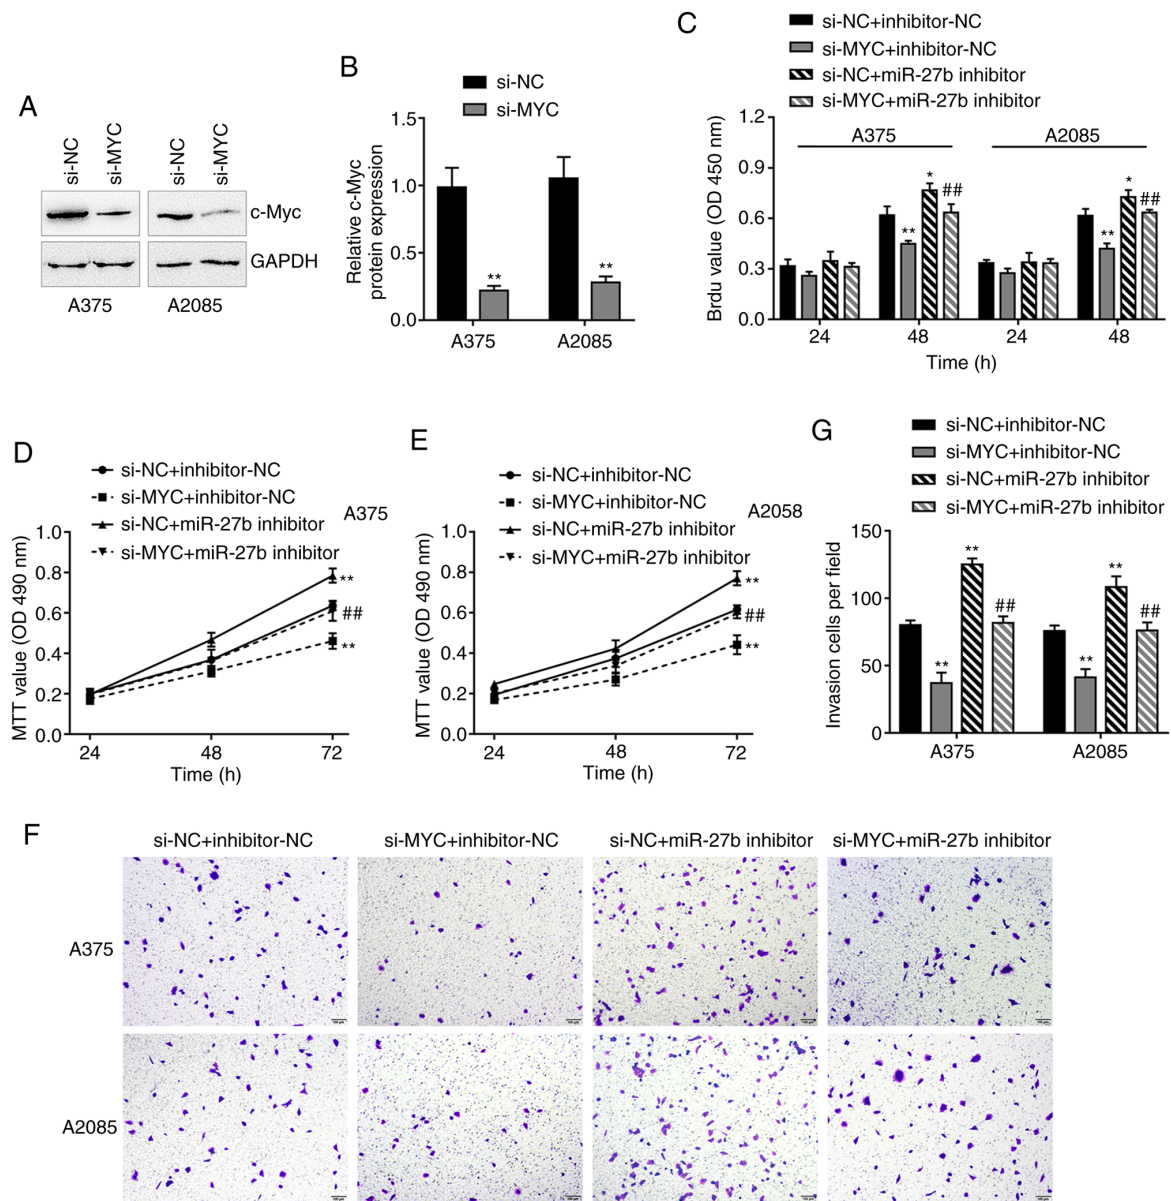 A
si-NC
si-MYC
si-NC
si-MYC
c-Myc
GAPDH
A375
A2085
B
si-NC
si-MYC
Relative c-Myc
protein expression
1.5
1.0
0.5
0.0
**
**
A375
A2085
C
si-NC+inhibitor-NC
si-MYC+inhibitor-NC
si-NC+miR-27b inhibitor
si-MYC+miR-27b inhibitor
Brdu value (OD 450 nm)
1.2
0.9
0.6
0.3
0.0
A375
A2085
**
*
##
**
*
##
24
48
24
48
Time (h)
D
si-NC+inhibitor-NC
si-MYC+inhibitor-NC
si-NC+miR-27b inhibitor
si-MYC+miR-27b inhibitor
A375
MTT value (OD 490 nm)
1.0
0.8
0.6
0.4
0.2
0.0
**
##
**
24
48
72
Time (h)
E
si-NC+inhibitor-NC
si-MYC+inhibitor-NC
si-NC+miR-27b inhibitor
si-MYC+miR-27b inhibitor
A2058
MTT value (OD 490 nm)
1.0
0.8
0.6
0.4
0.2
0.0
**
##
**
24
48
72
Time (h)
G
si-NC+inhibitor-NC
si-MYC+inhibitor-NC
si-NC+miR-27b inhibitor
si-MYC+miR-27b inhibitor
Invasion cells per field
150
100
50
0
**
**
##
**
**
##
A375
A2085
F
si-NC+inhibitor-NC
si-MYC+inhibitor-NC
si-NC+miR-27b inhibitor
si-MYC+miR-27b inhibitor
A375
A2085